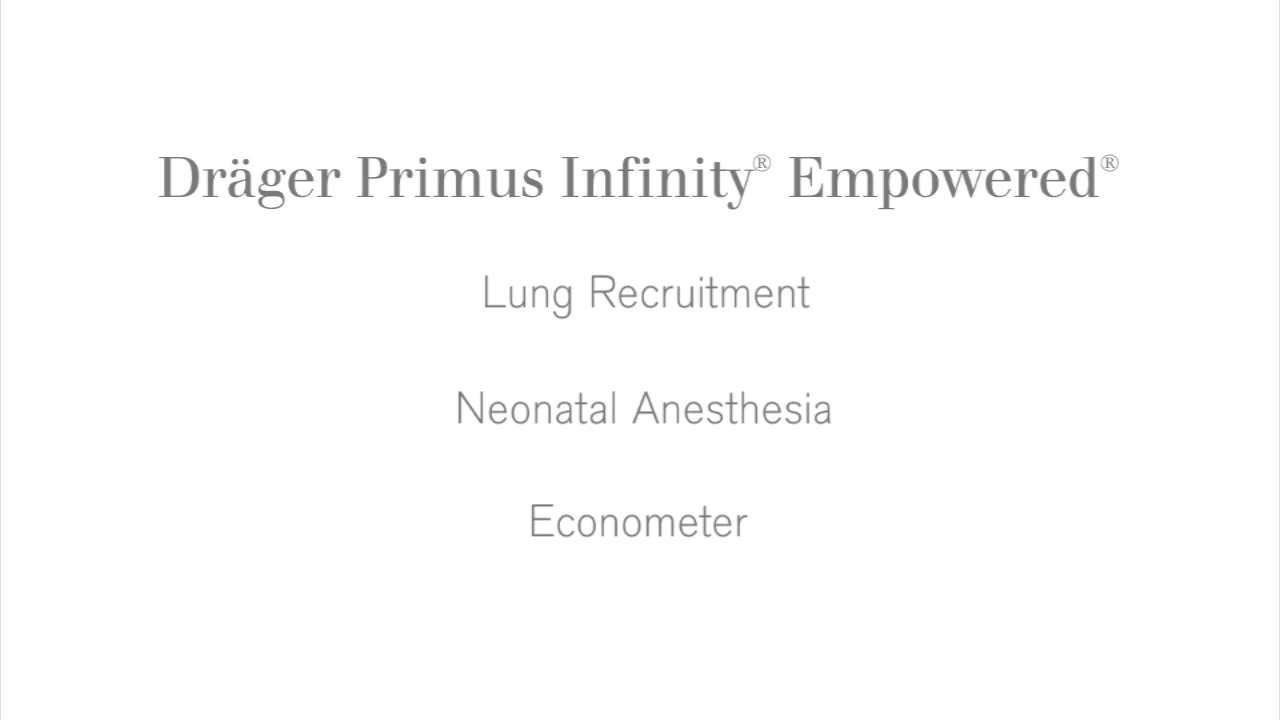 Dräger Primus Infinity® Empowered®
Lung Recruitment
Neonatal Anesthesia
Econometer